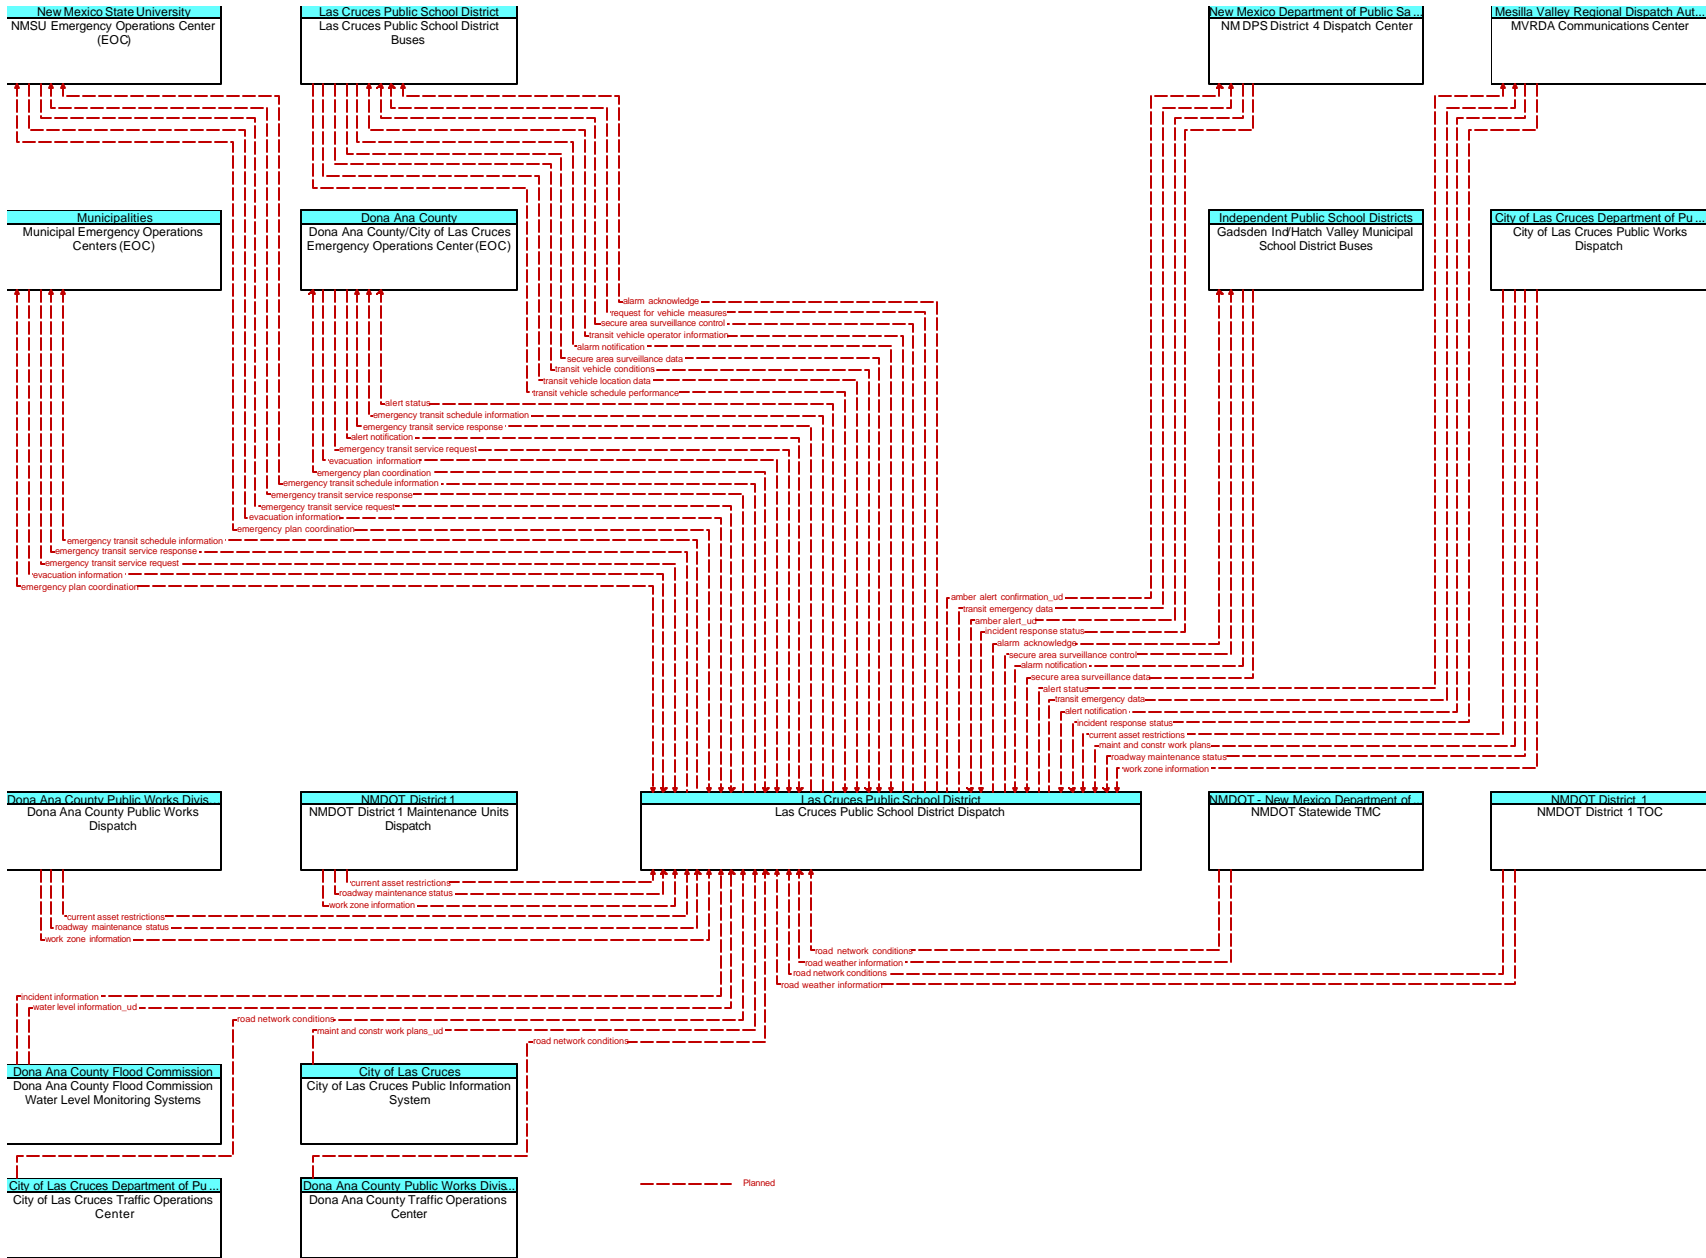 New Mexico State University
NMSU Emergency Operations Center
(EOC)
Las Cruces Public School District
Las Cruces Public School District
Buses
New Mexico Department of Public Sa...
NM DPS District 4 Dispatch Center
Mesilla Valley Regional Dispatch Aut...
MVRDA Communications Center
Municipalities
Municipal Emergency Operations
Centers (EOC)
Dona Ana County
Dona Ana County/City of Las Cruces
Emergency Operations Center (EOC)
Independent Public School Districts
Gadsden Ind/Hatch Valley Municipal
School District Buses
City of Las Cruces Department of Pu...
City of Las Cruces Public Works
Dispatch
alarm acknowledge
request for vehicle measures
secure area surveillance control
transit vehicle operator information
alarm notification
secure area surveillance data
transit vehicle conditions
transit vehicle location data
transit vehicle schedule performance
alert status
emergency transit schedule information
emergency transit service response
alert notification
emergency transit service request
evacuation information
emergency plan coordination
emergency transit schedule information
emergency transit service response
emergency transit service request
evacuation information
emergency plan coordination
emergency transit schedule information
emergency transit service response
emergency transit service request
evacuation information
emergency plan coordination
amber alert confirmation_ud
transit emergency data
amber alert_ud
incident response status
alarm acknowledge
secure area surveillance control
alarm notification
secure area surveillance data
alert status
transit emergency data
alert notification
incident response status
current asset restrictions
maint and constr work plans
roadway maintenance status
work zone information
Dona Ana County Public Works Divis...
Dona Ana County Public Works
Dispatch
NMDOT District 1
NMDOT District 1 Maintenance Units
Dispatch
Las Cruces Public School District
Las Cruces Public School District Dispatch
NMDOT - New Mexico Department of
NMDOT Statewide TMC
NMDOT District 1
NMDOT District 1 TOC
current asset restrictions
roadway maintenance status
work zone information
current asset restrictions
roadway maintenance status
work zone information
road network conditions
road weather information
road network conditions
road weather information
incident information
water level information_ud
road network conditions
maint and constr work plans_ud
road network conditions
Dona Ana County Flood Commission
Dona Ana County Flood Commission
Water Level Monitoring Systems
City of Las Cruces
City of Las Cruces Public Information
System
City of Las Cruces Department of Pu...
City of Las Cruces Traffic Operations
Center
Dona Ana County Public Works Divis...
Dona Ana County Traffic Operations
Center
Planned